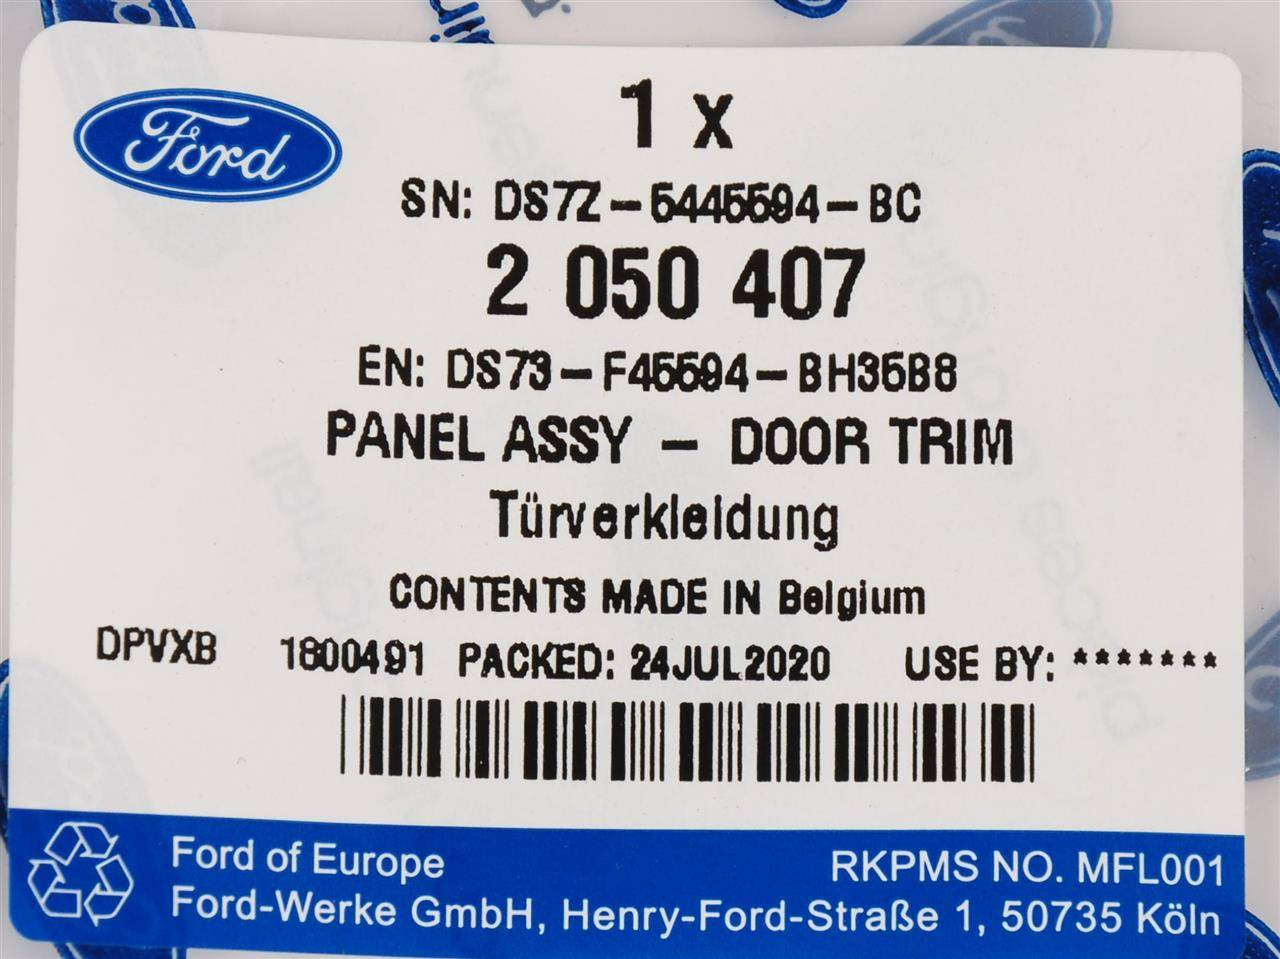 Ford
1 x
SN: DS7Z-5445594-BC
2 050 407
EN: DS73-F45594-BH35B8
PANEL ASSY - DOOR TRIM
Türverkleidung
CONTENTS MADE IN Belgium
DPVXB 1800491 PACKED: 24JUL2020 USE BY: *******
Ford of Europe RKPMS NO. MFL001
Ford-Werke GmbH, Henry-Ford-Straße 1, 50735 Köln